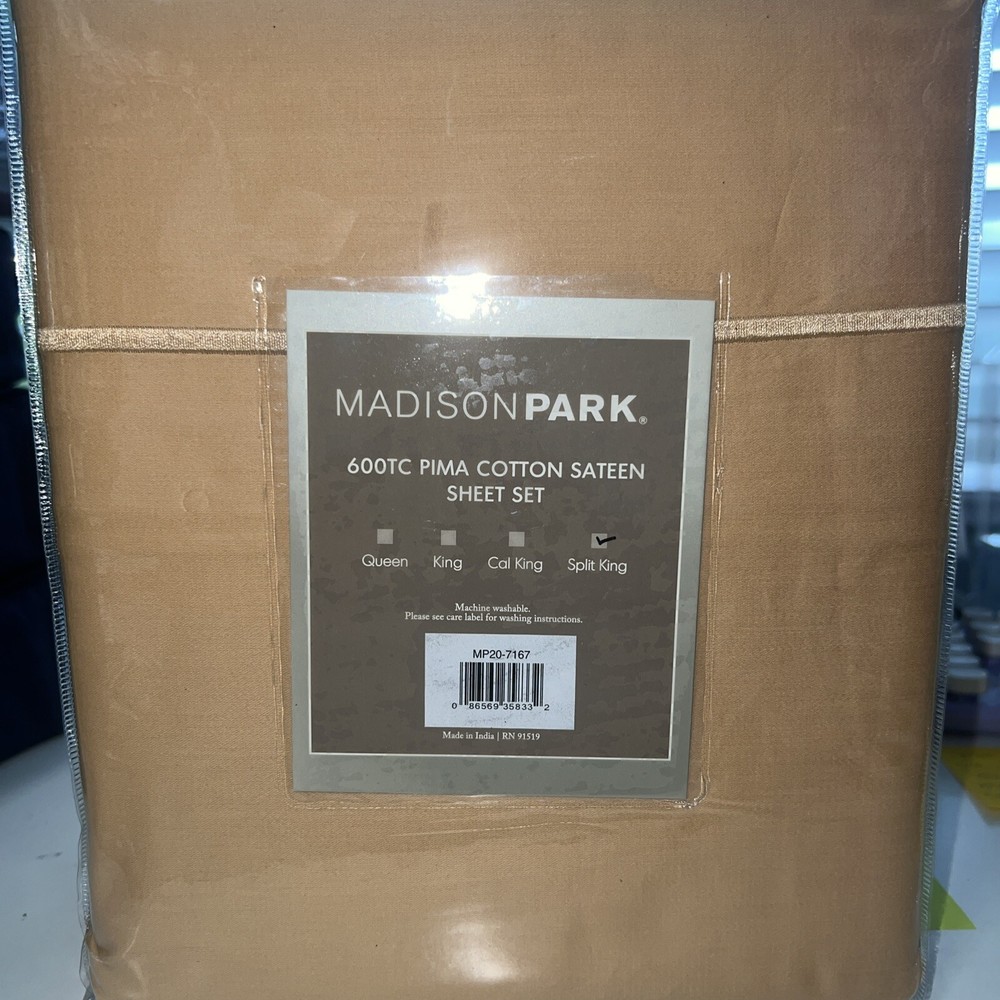 MADISONPARK®
600TC PIMA COTTON SATEEN
SHEET SET
Queen King Cal King Split King
Machine washable.
Please see care label for washing instructions.
MP20-7167
0 86569 35833 2
Made in India | RN 91519